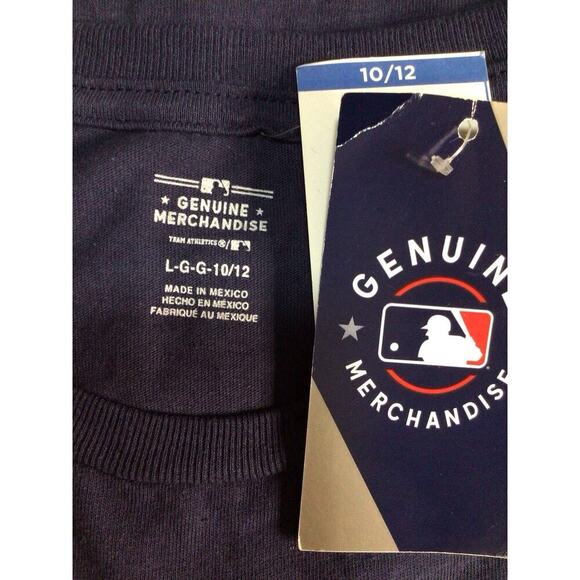 GENUINE
MERCHANDISE
TEAM ATHLETICS®/
L-G-G-10/12
MADE IN MEXICO
HECHO EN MÉXICO
FABRIQUÉ AU MEXIQUE
10/12
GENUINE
MERCHANDISE